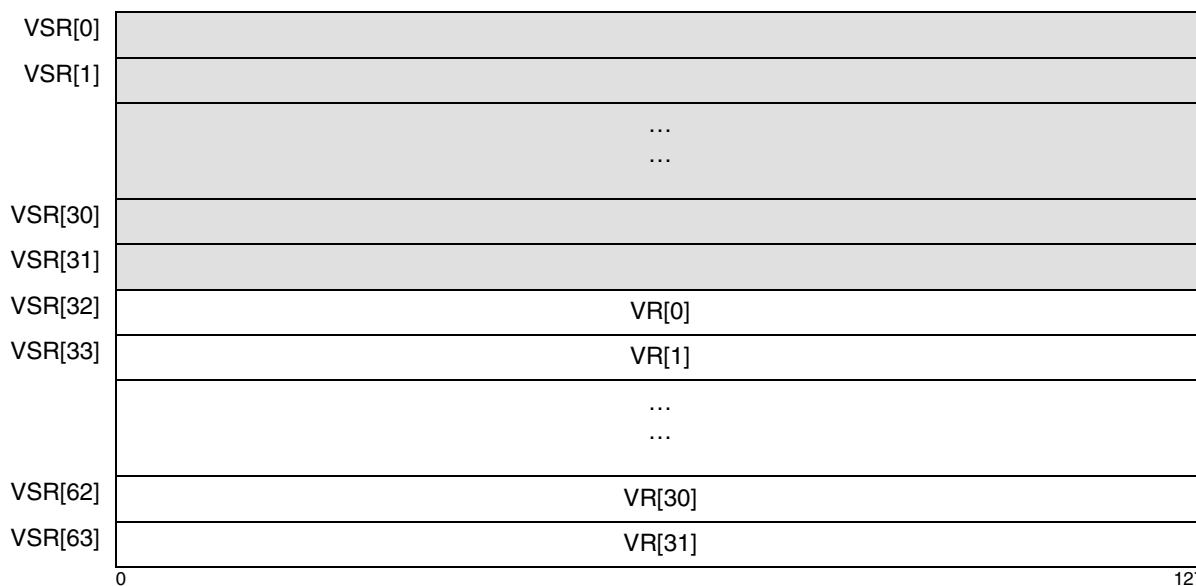 VSR[0]
VSR[1]
…
…
VSR[30]
VSR[31]
VSR[32] VR[0]
VSR[33] VR[1]
…
…
VSR[62] VR[30]
VSR[63] VR[31]
0